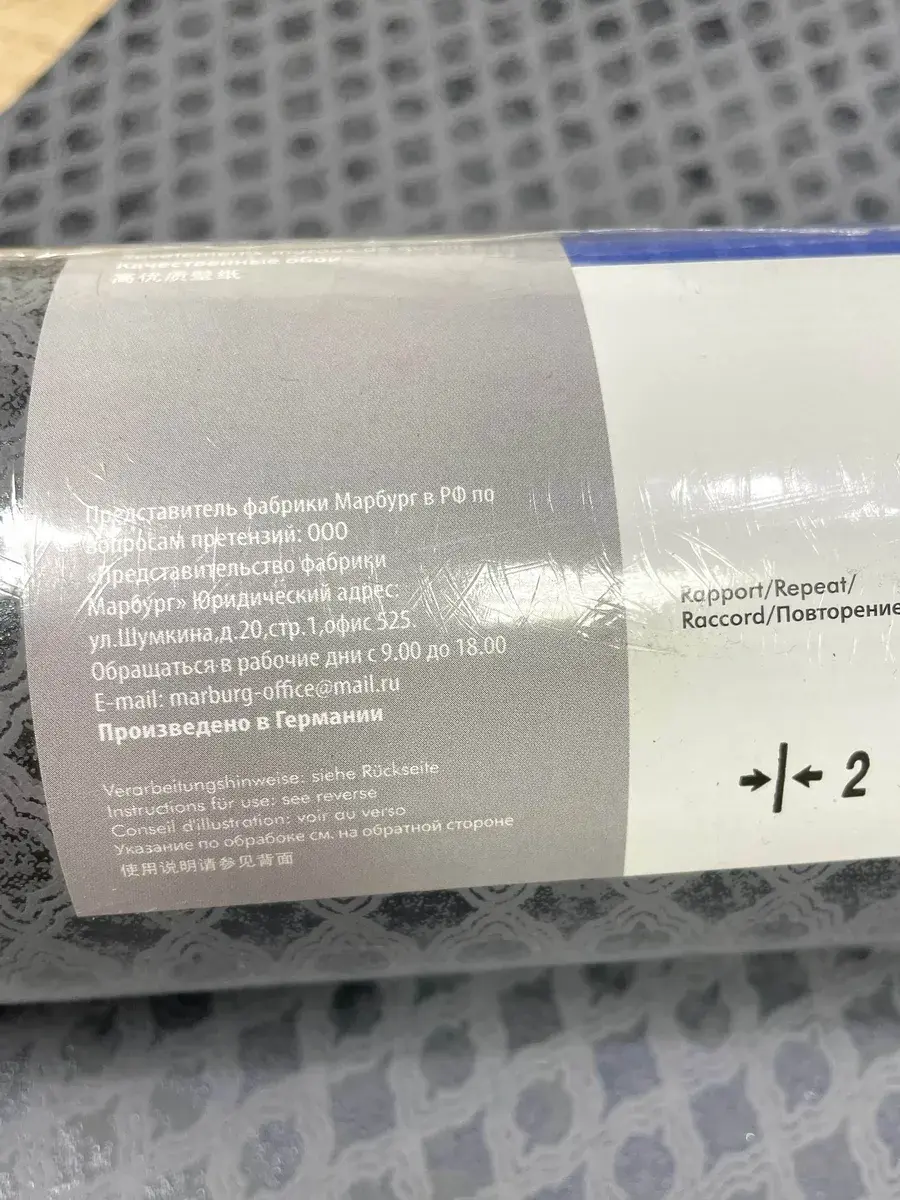 Качественные обои
高优质壁纸
Представитель фабрики Марбург в РФ по
вопросам претензий: ООО
«Представительство фабрики
Марбург» Юридический адрес:
ул.Шумкина,д.20,стр.1,офис 525.
Обращаться в рабочие дни с 9.00 до 18.00
E-mail: marburg-office@mail.ru
Произведено в Германии
Verarbeitungshinweise: siehe Rückseite
Instructions für use: see reverse
Conseil d'illustration: voir au verso
Указание по обрабоке см. на обратной стороне
使用说明请参见背面
Rapport/Repeat/
Raccord/Повторение
2